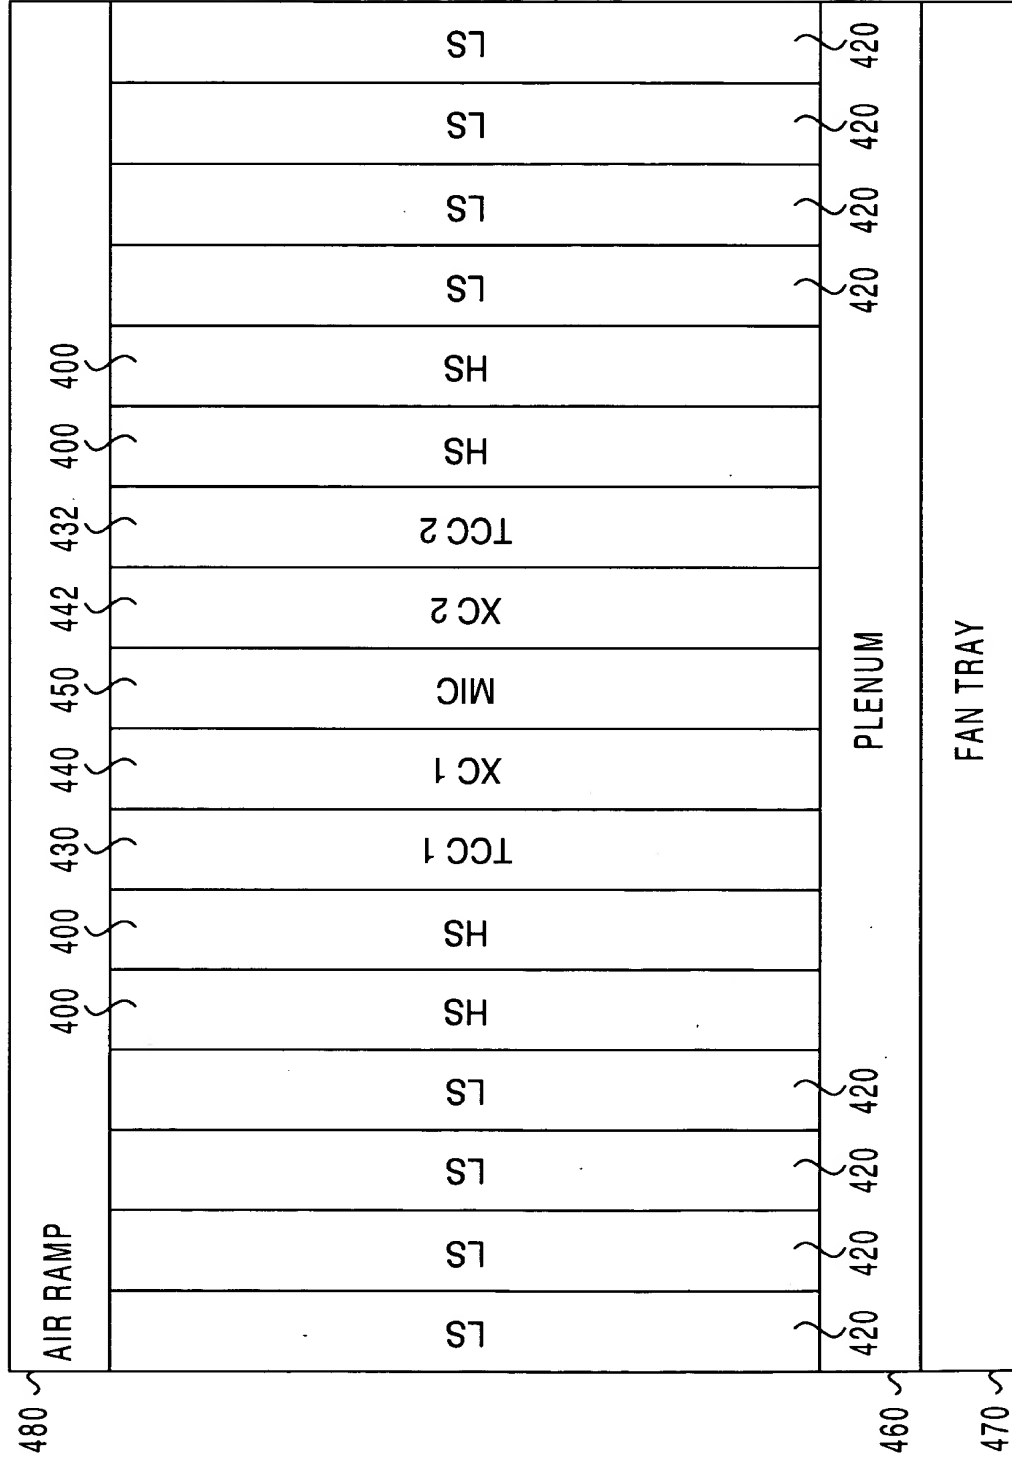 480
AIR RAMP
400 400 430 440 450 442 432 400 400
LS
LS
LS
LS
HS
HS
TCC 1
XC 1
MIC
XC 2
TCC 2
HS
HS
LS
LS
LS
LS
420 420 420 420 420 420 420 420
460
PLENUM
470
FAN TRAY